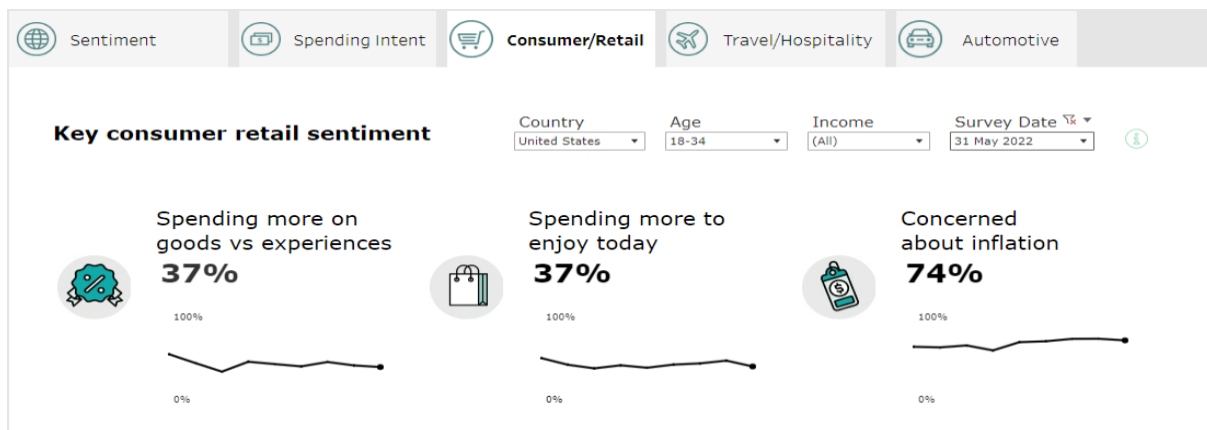 Sentiment
Spending Intent
Consumer/Retail
Travel/Hospitality
Automotive
Key consumer retail sentiment
Country
United States
Age
18-34
Income
(All)
Survey Date
31 May 2022
Spending more on
goods vs experiences
37%
100%
0%
Spending more to
enjoy today
37%
100%
0%
Concerned
about inflation
74%
100%
0%